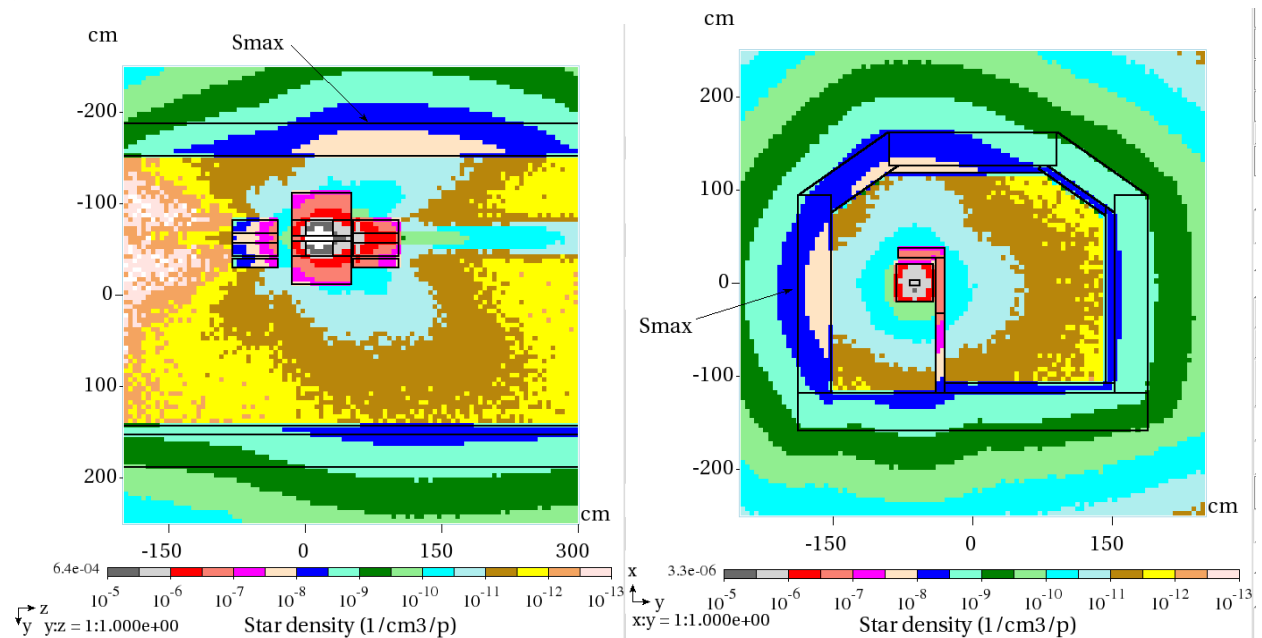 cm
Smax
-200
-100
0
100
200
cm
-150
0
150
300
6.4e-04
10-5
10-6
10-7
10-8
10-9
10-10
10-11
10-12
10-13
z
y
y:z = 1:1.000e+00
Star density (1/cm3/p)
cm
200
100
0
Smax
-100
-200
cm
-150
0
150
3.3e-06
10-5
10-6
10-7
10-8
10-9
10-10
10-11
10-12
10-13
x
y
x:y = 1:1.000e+00
Star density (1/cm3/p)